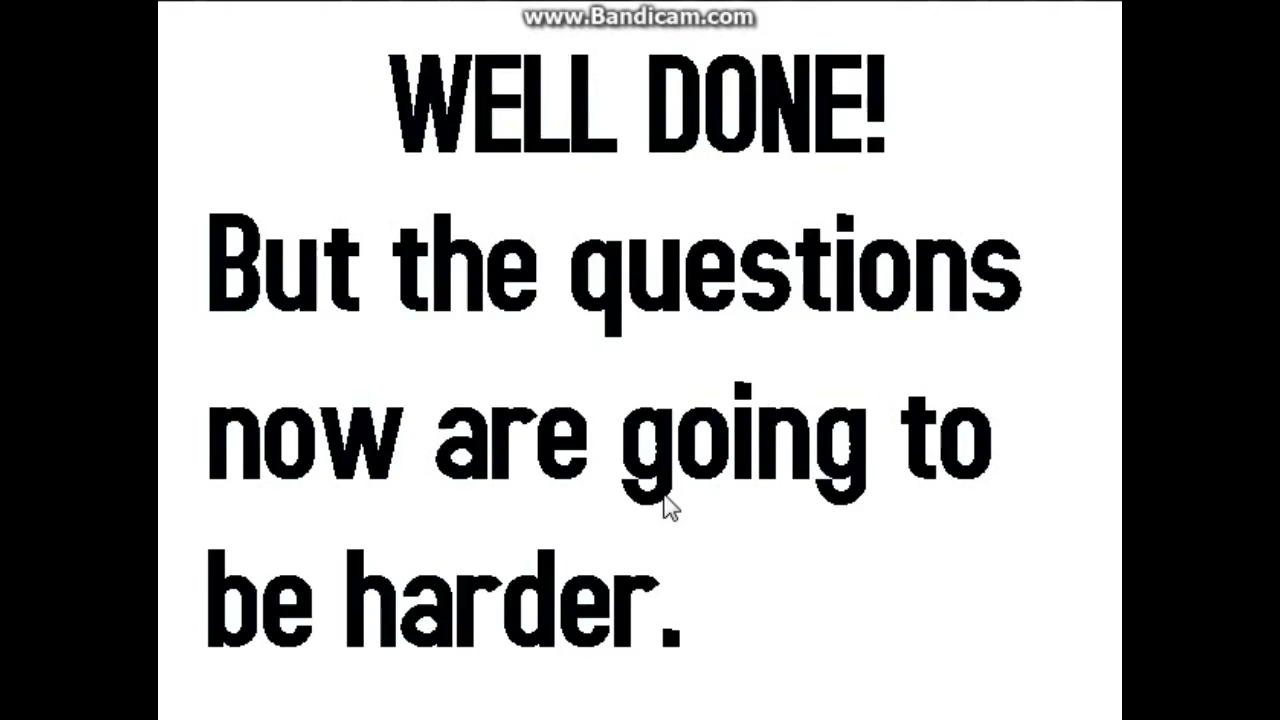 www.Bandicam.com
WELL DONE!
But the questions
now are going to
be harder.